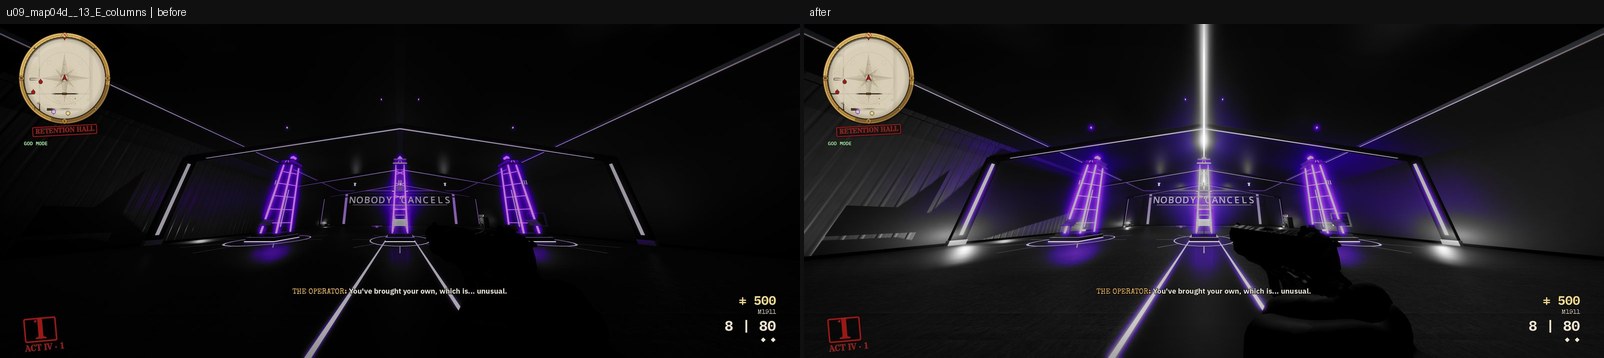 u09_map04d__13_E_columns | before
RETENTION HALL
GOD MODE
NOBODY CANCELS
THE OPERATOR: You've brought your own, which is... unusual.
500
M1911
8 | 80
I
ACT IV - 1
after
RETENTION HALL
GOD MODE
NOBODY CANCELS
THE OPERATOR: You've brought your own, which is... unusual.
500
M1911
8 | 80
I
ACT IV - 1